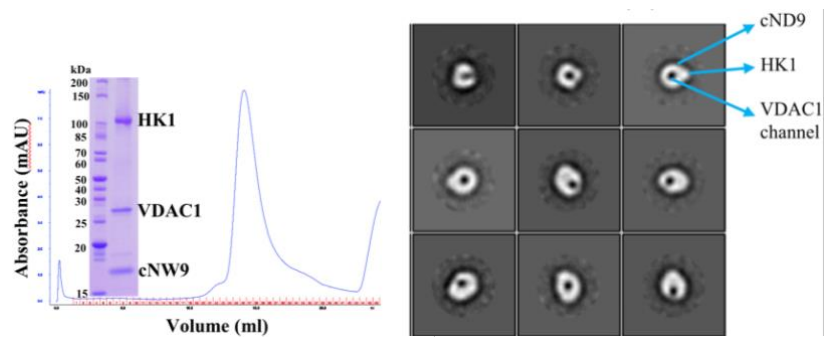 kDa
200
150
100
85
70
60
50
40
30
25
20
15
HK1
VDAC1
cNW9
Absorbance (mAU)
Volume (ml)
cND9
HK1
VDAC1
channel